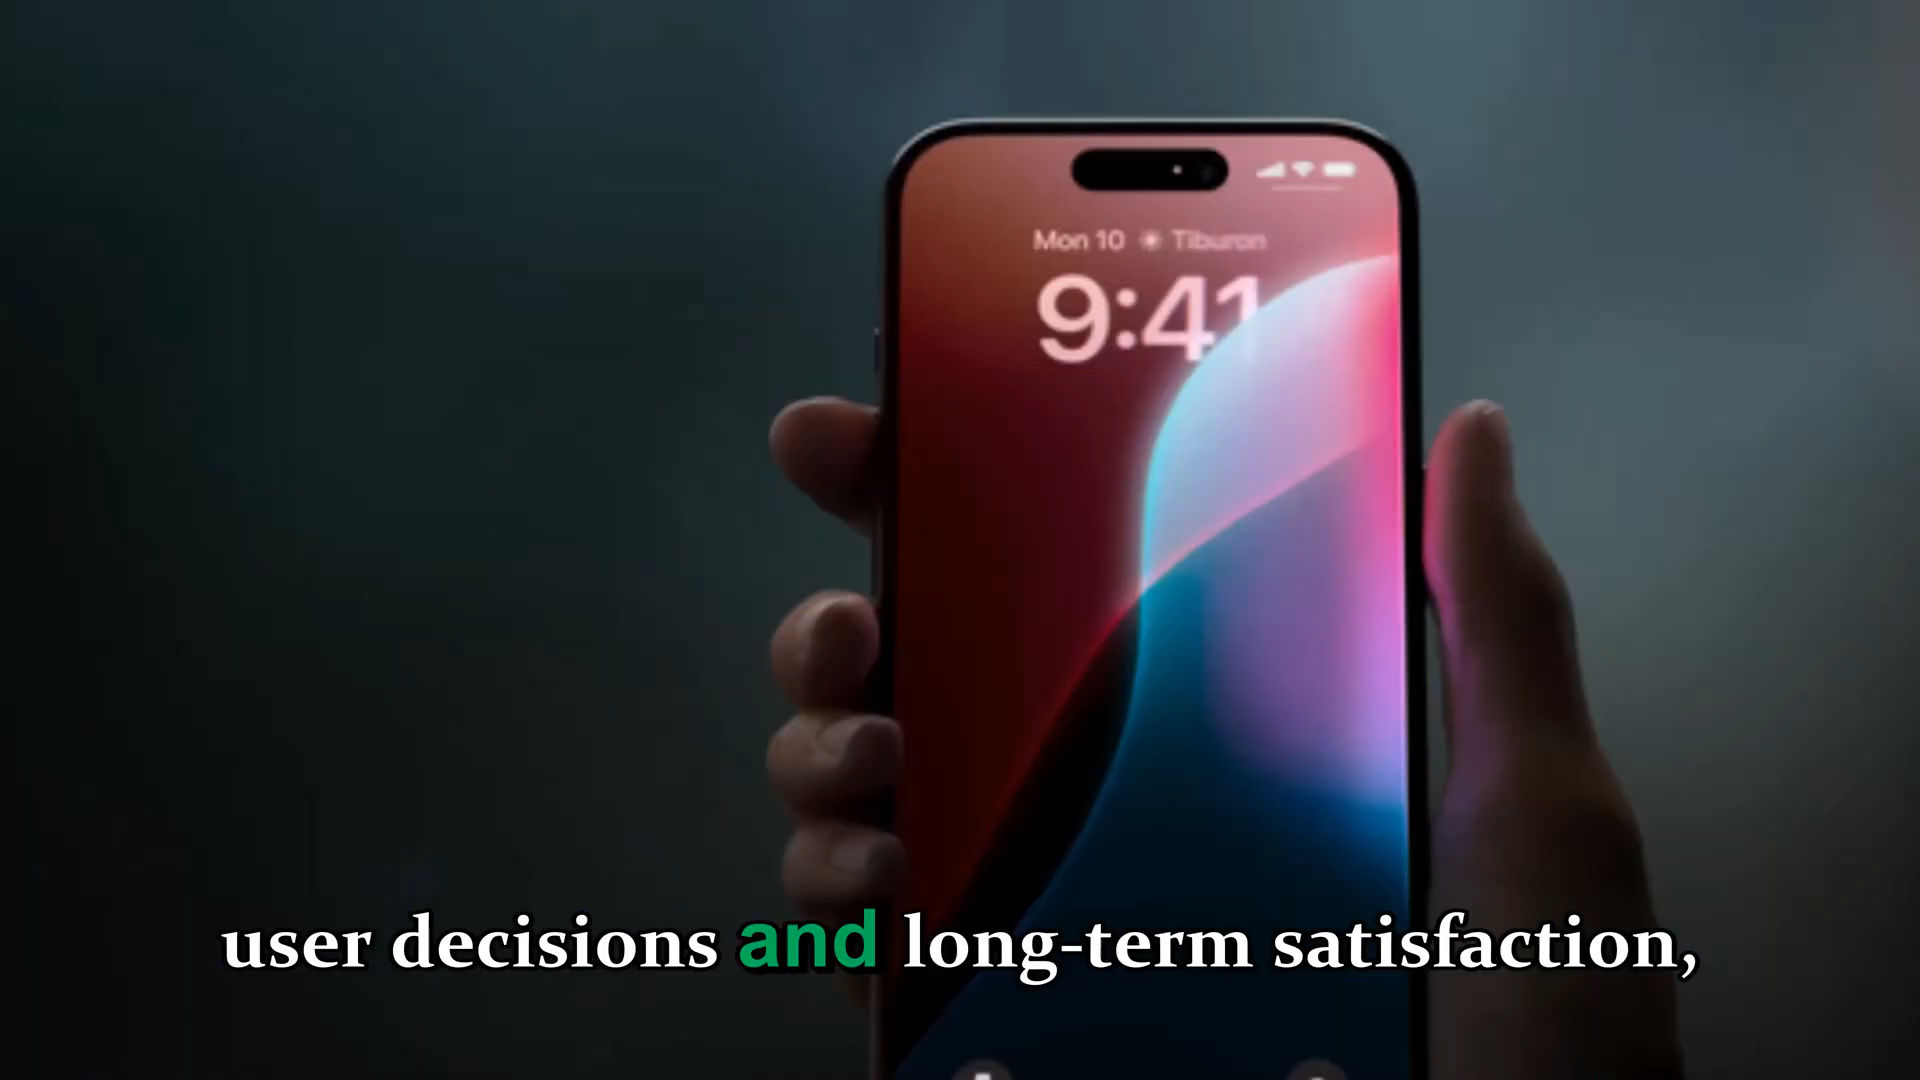 Mon 10 Tiburon
9:41
user decisions and long-term satisfaction,